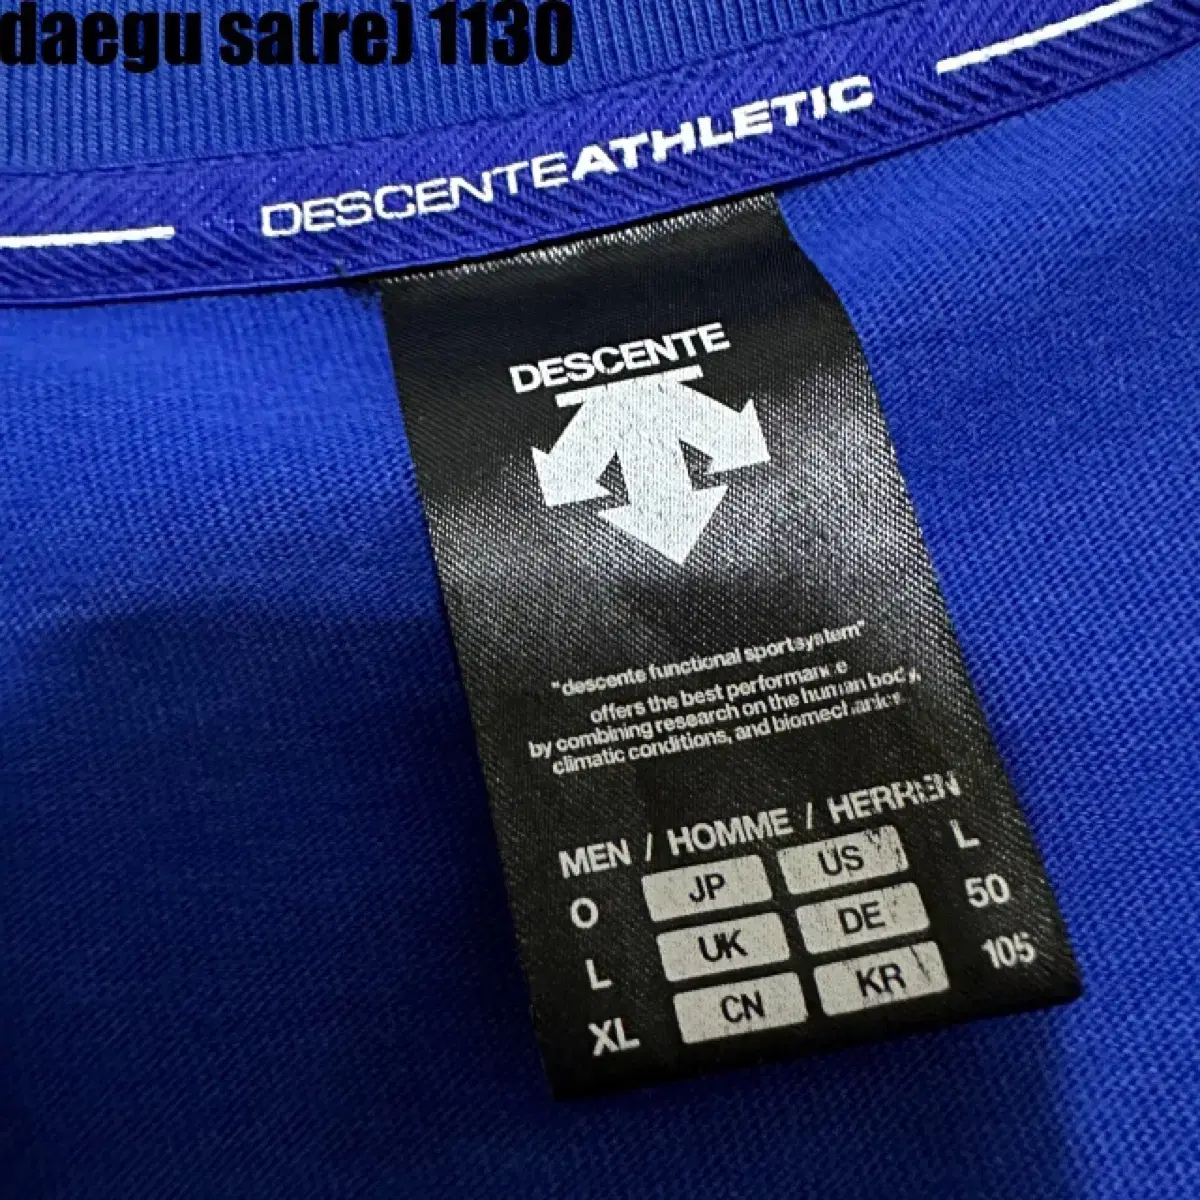 daegu sa(re) 1130
DESCENTEATHLETIC
DESCENTE
"descente functional sportsystem"
offers the best performance
by combining research on the human body,
climatic conditions, and biomechanics
MEN / HOMME / HERREN
O JP US L
L UK DE 50
XL CN KR 105